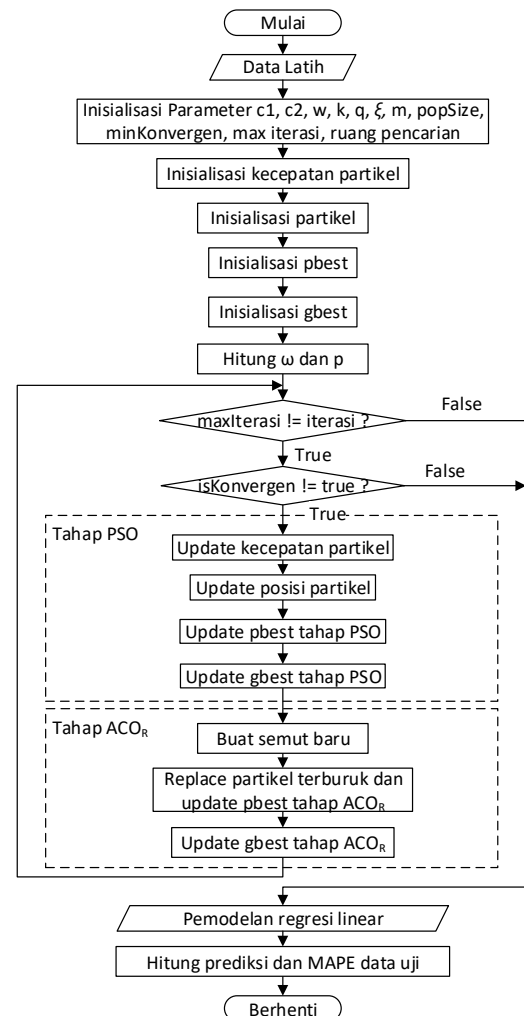 Mulai
Data Latih
Inisialisasi Parameter c1, c2, w, k, q, ξ, m, popSize,
minKonvergen, max iterasi, ruang pencarian
Inisialisasi kecepatan partikel
Inisialisasi partikel
Inisialisasi pbest
Inisialisasi gbest
Hitung ω dan p
maxIterasi != iterasi ?
False
True
isKonvergen != true ?
False
True
Tahap PSO
Update kecepatan partikel
Update posisi partikel
Update pbest tahap PSO
Update gbest tahap PSO
Tahap ACOR
Buat semut baru
Replace partikel terburuk dan
update pbest tahap ACOR
Update gbest tahap ACOR
Pemodelan regresi linear
Hitung prediksi dan MAPE data uji
Berhenti